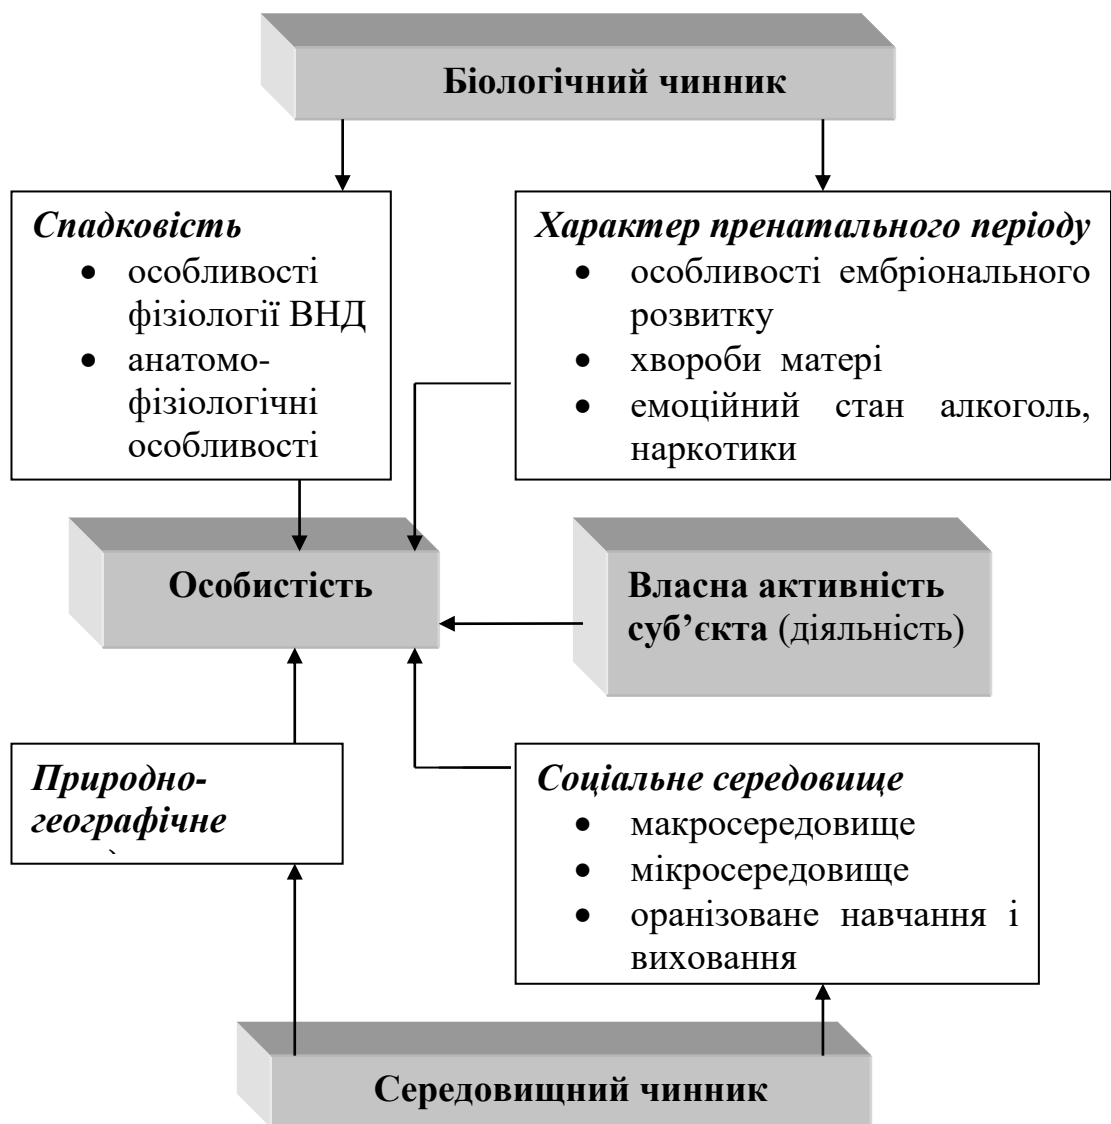 Біологічний чинник
Спадковість
• особливості
фізіології ВНД
• анатомо-
фізіологічні
особливості
Характер пренатального періоду
• особливості ембріонального
розвитку
• хвороби матері
• емоційний стан алкоголь,
наркотики
Особистість
Власна активність
суб’єкта (діяльність)
Природно-
географічне
Соціальне середовище
• макросередовище
• мікросередовище
• оранізоване навчання і
виховання
Середовищний чинник